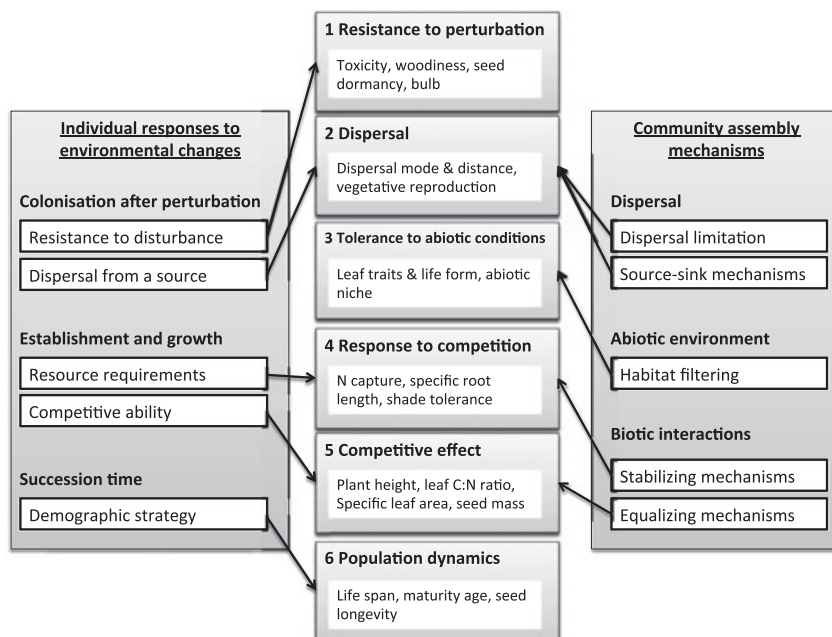 Individual responses to
environmental changes
Colonisation after perturbation
Resistance to disturbance
Dispersal from a source
Establishment and growth
Resource requirements
Competitive ability
Succession time
Demographic strategy
1 Resistance to perturbation
Toxicity, woodiness, seed
dormancy, bulb
2 Dispersal
Dispersal mode & distance,
vegetative reproduction
3 Tolerance to abiotic conditions
Leaf traits & life form, abiotic
niche
4 Response to competition
N capture, specific root
length, shade tolerance
5 Competitive effect
Plant height, leaf C:N ratio,
Specific leaf area, seed mass
6 Population dynamics
Life span, maturity age, seed
longevity
Community assembly
mechanisms
Dispersal
Dispersal limitation
Source-sink mechanisms
Abiotic environment
Habitat filtering
Biotic interactions
Stabilizing mechanisms
Equalizing mechanisms